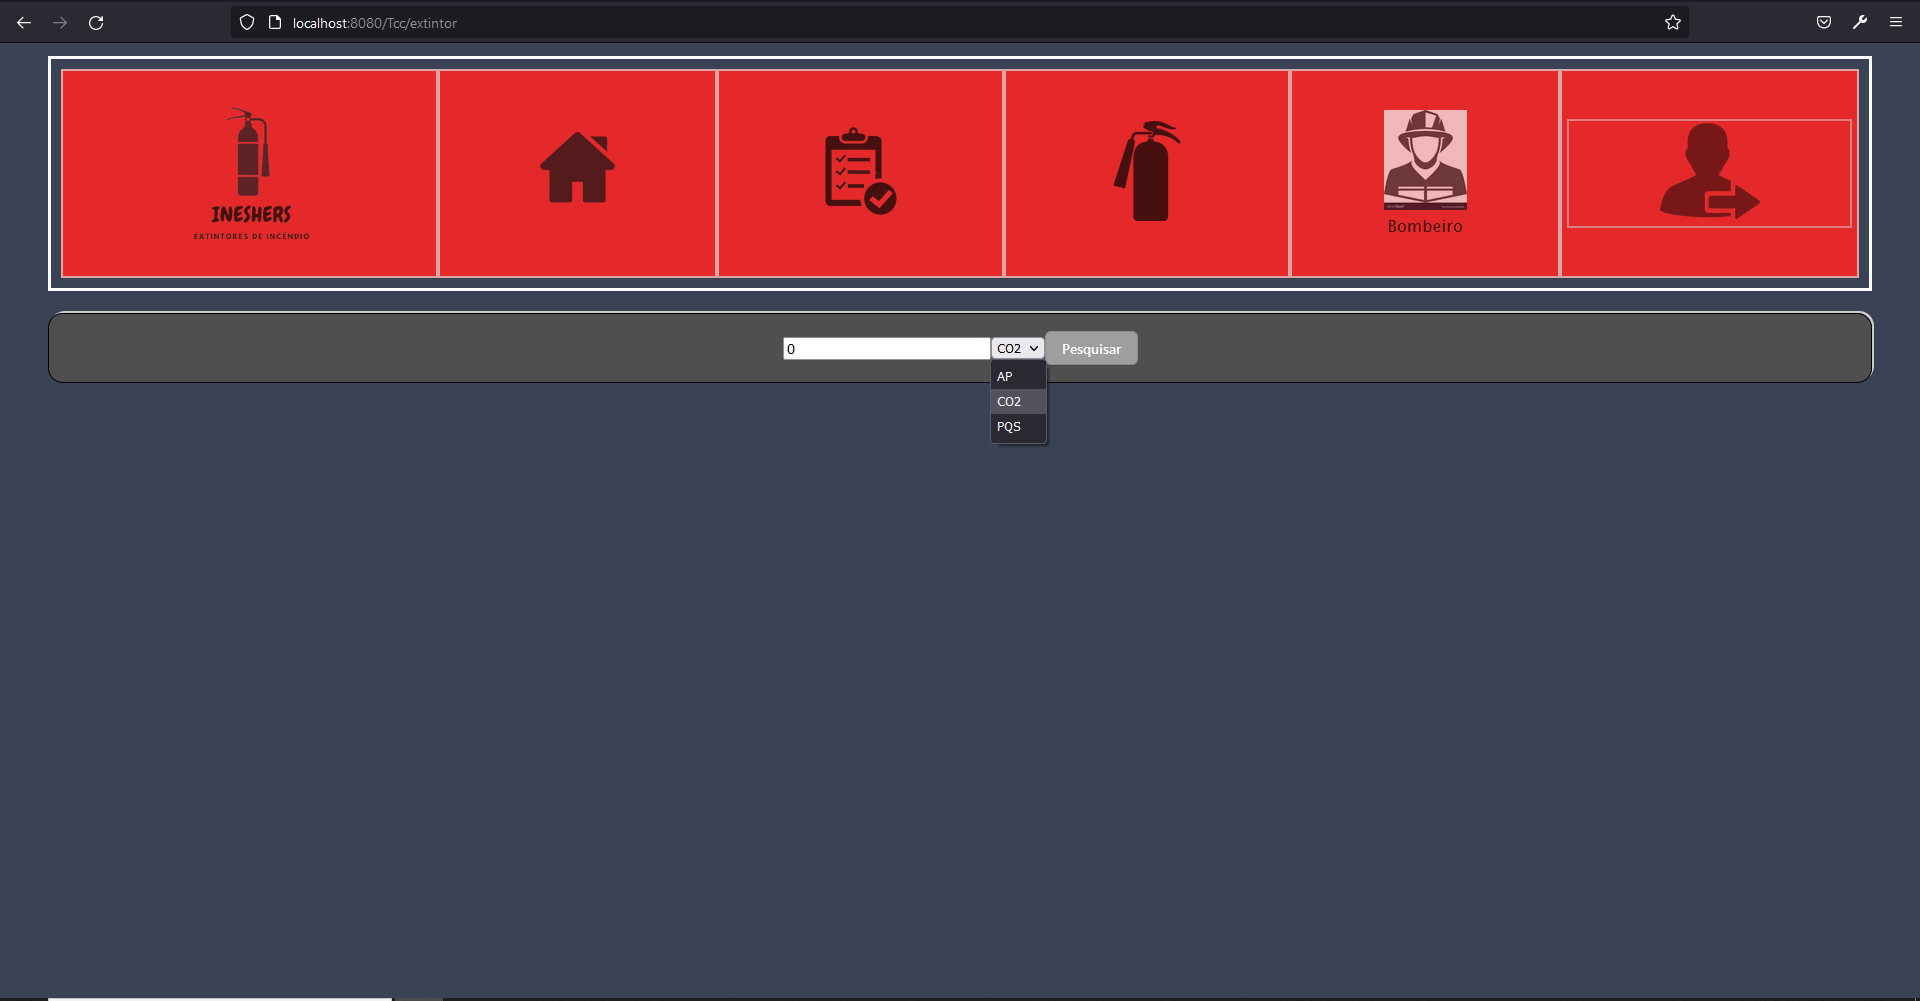 localhost:8080/Tcc/extintor
INESHERS
EXTINTORES DE INCÊNDIO
Bombeiro
0
CO2
Pesquisar
AP
CO2
PQS